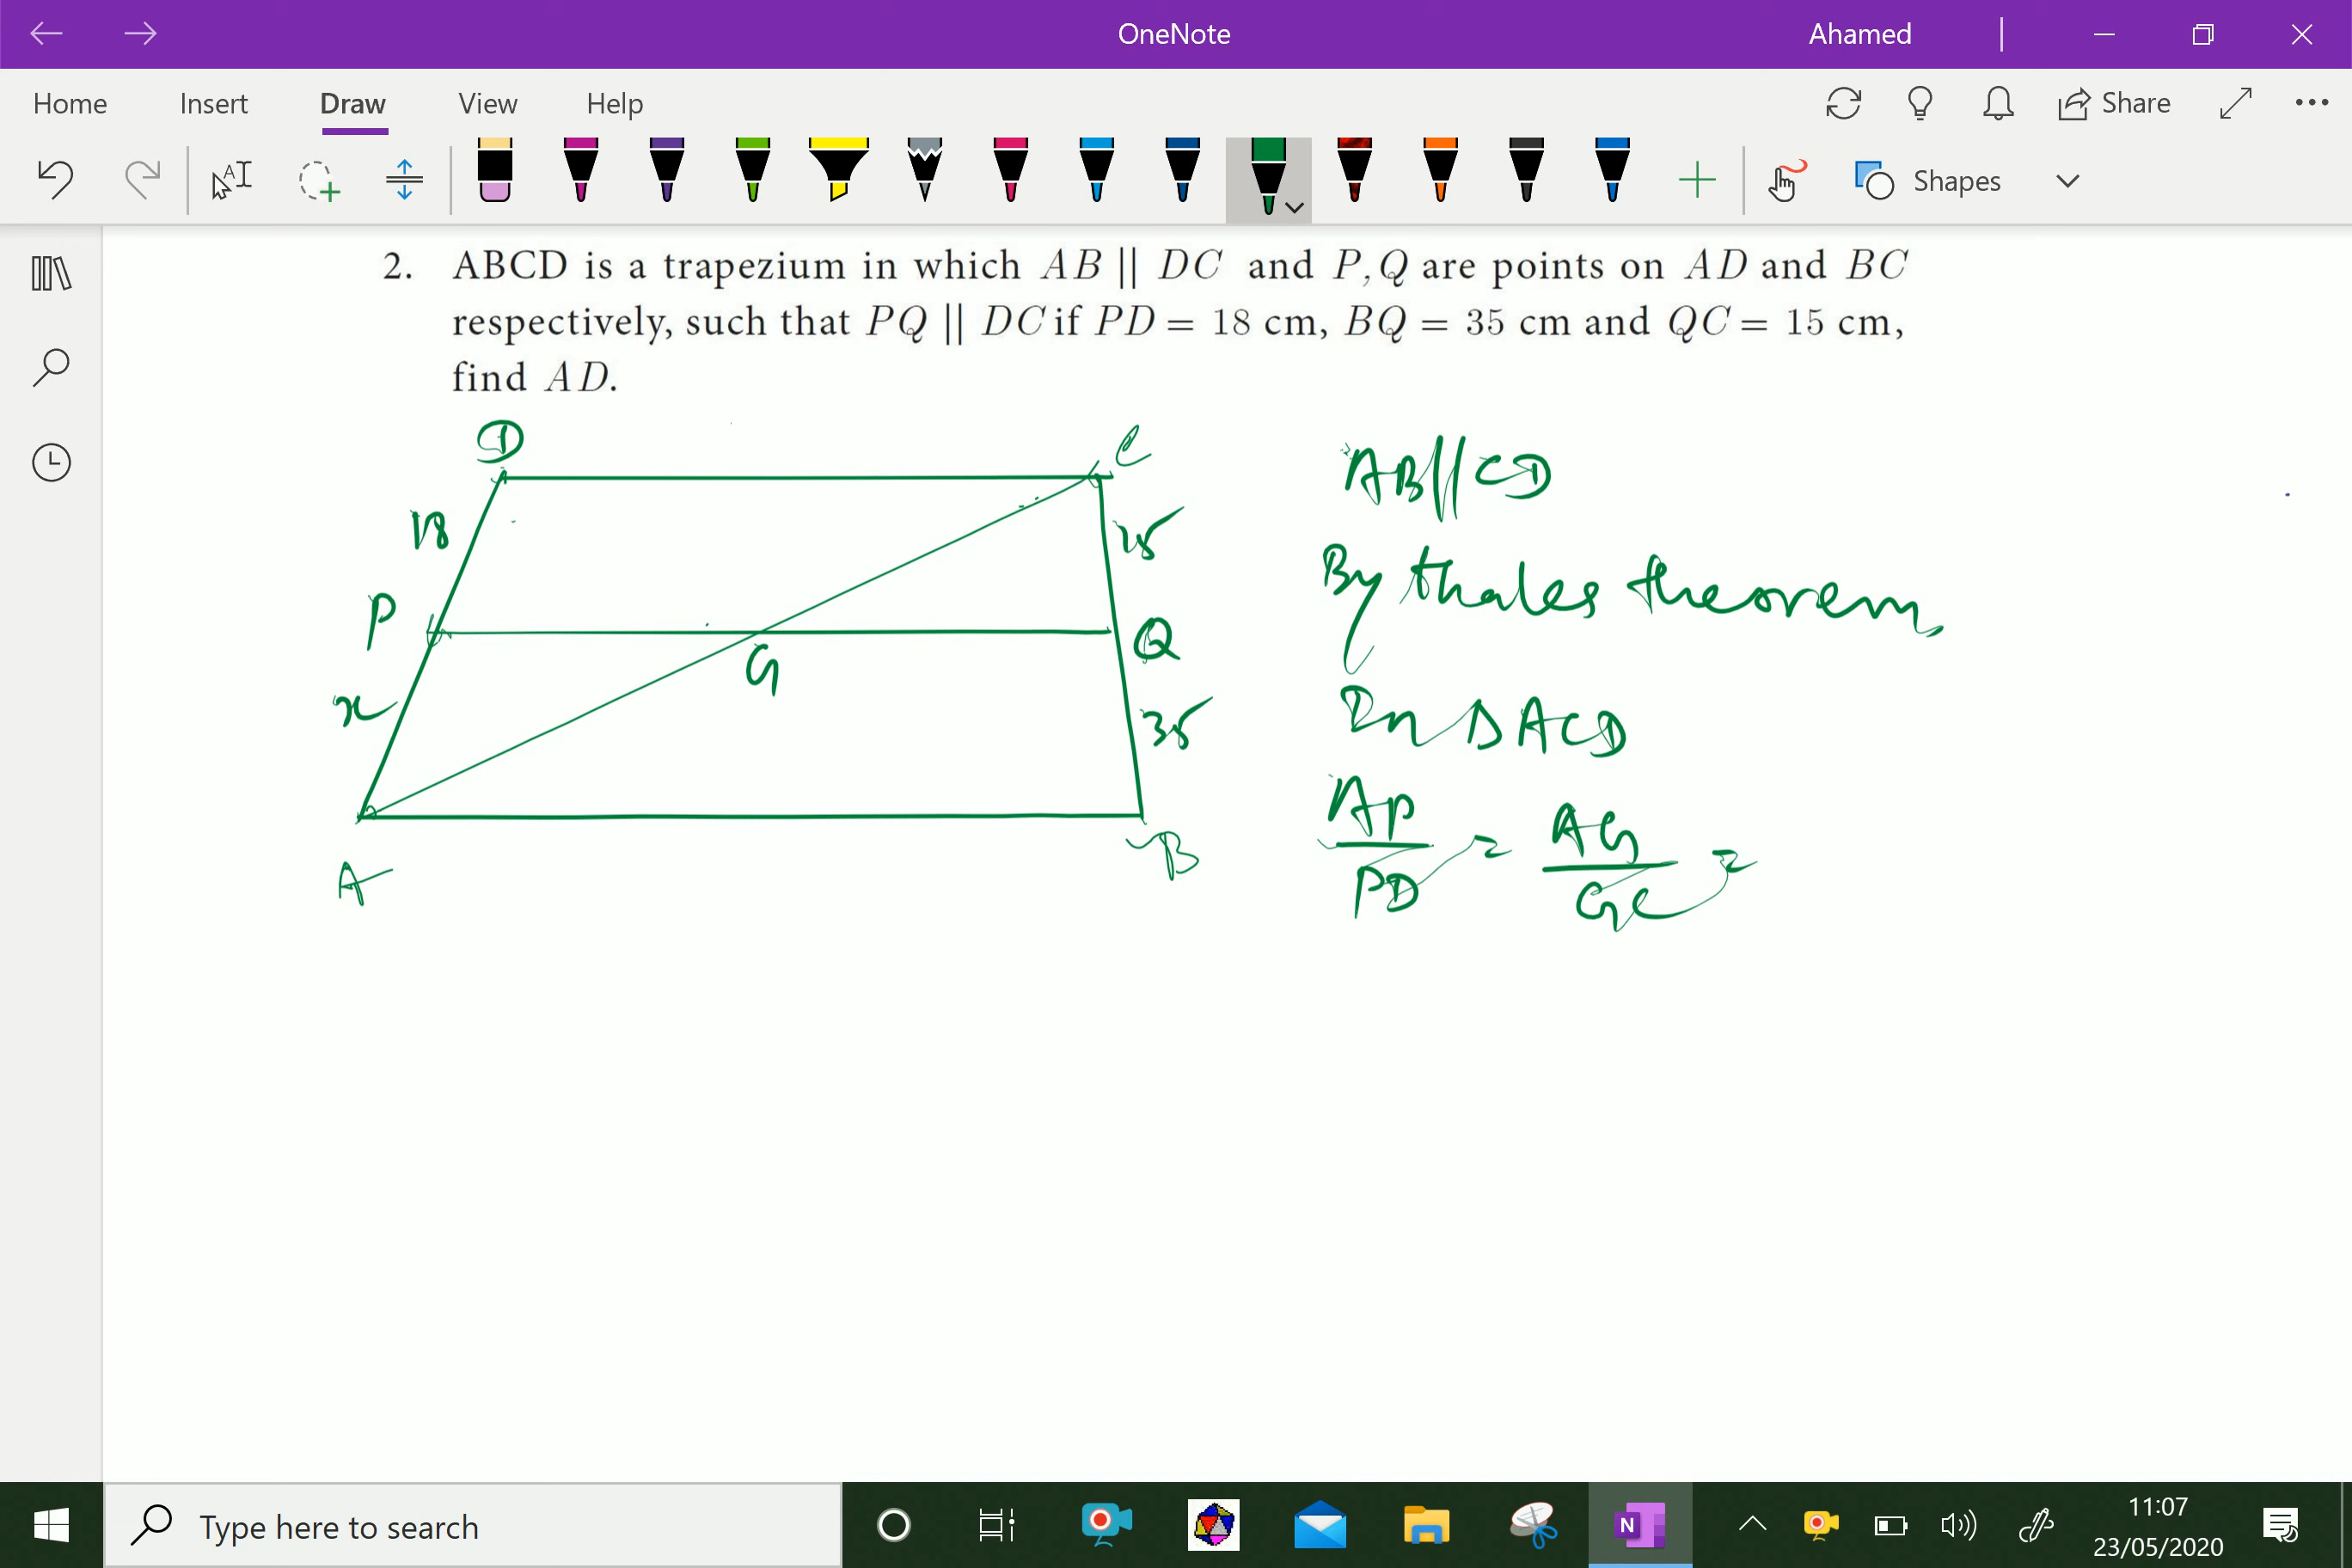 OneNote
Ahamed
Home Insert Draw View Help
Share
Shapes
2. ABCD is a trapezium in which AB || DC and P,Q are points on AD and BC
respectively, such that PQ || DC if PD = 18 cm, BQ = 35 cm and QC = 15 cm,
find AD.
D
C
18
15
P
Q
G
x
35
A
B
AB||CD
By thales theorem,
In Δ ACD
AP/PD = AG/GC =
Type here to search
N
11:07
23/05/2020